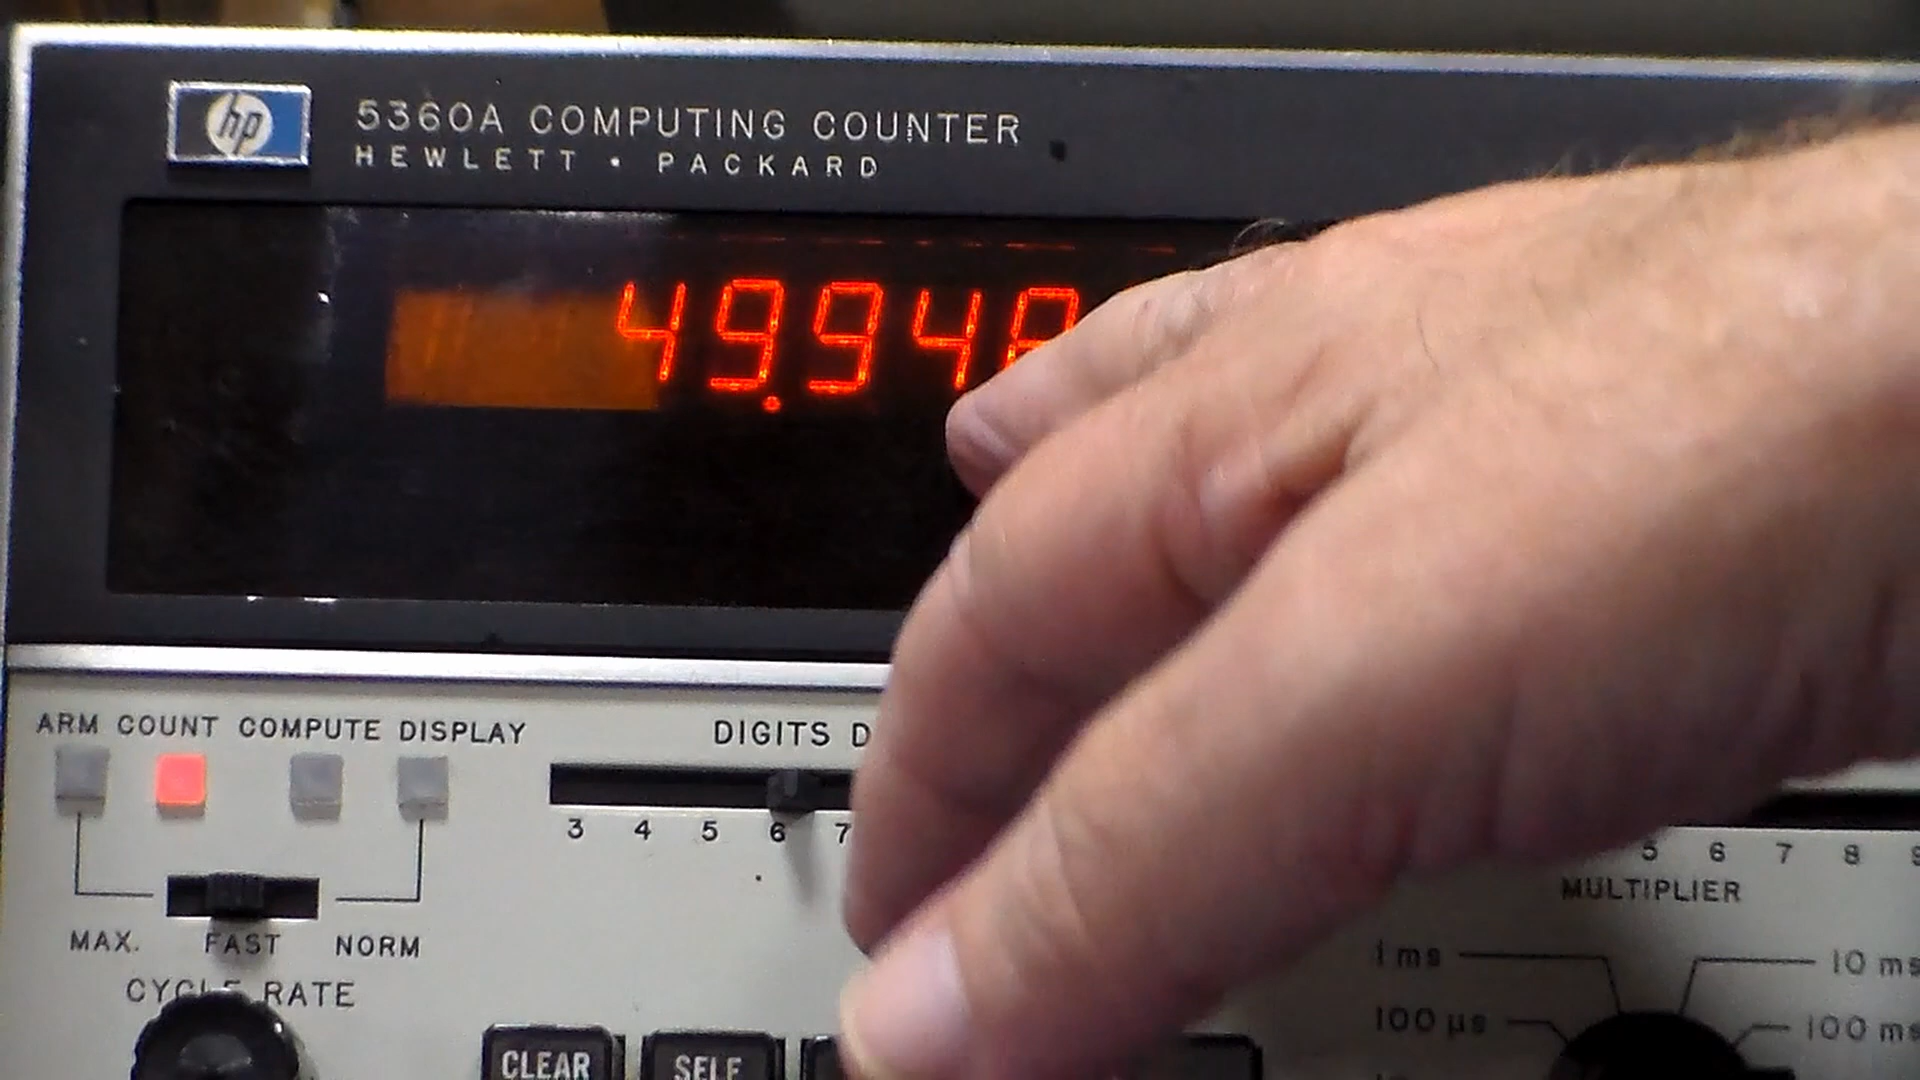 hp
5360A COMPUTING COUNTER
HEWLETT • PACKARD
49.94
ARM COUNT COMPUTE DISPLAY
DIGITS
3 4 5 6 7
5 6 7 8 9
MULTIPLIER
MAX. FAST NORM
1 ms 10 ms
CYCLE RATE
100 µs 100 ms
CLEAR SELF